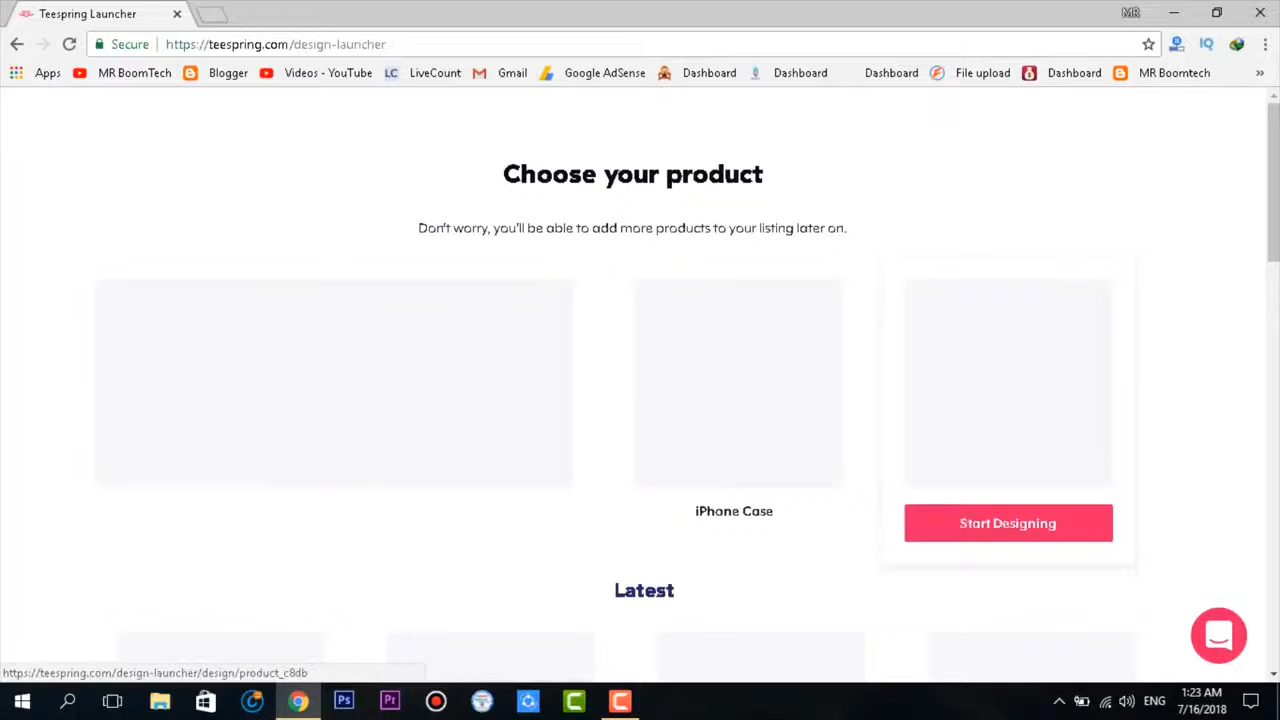 Teespring Launcher
MR
Secure https://teespring.com/design-launcher
Apps MR BoomTech Blogger Videos - YouTube LC LiveCount Gmail Google AdSense Dashboard Dashboard Dashboard File upload Dashboard MR Boomtech »
Choose your product
Don't worry, you'll be able to add more products to your listing later on.
iPhone Case
Start Designing
Latest
https://teespring.com/design-launcher/design/product_c8db
Ps Pr C C ENG 1:23 AM
7/16/2018